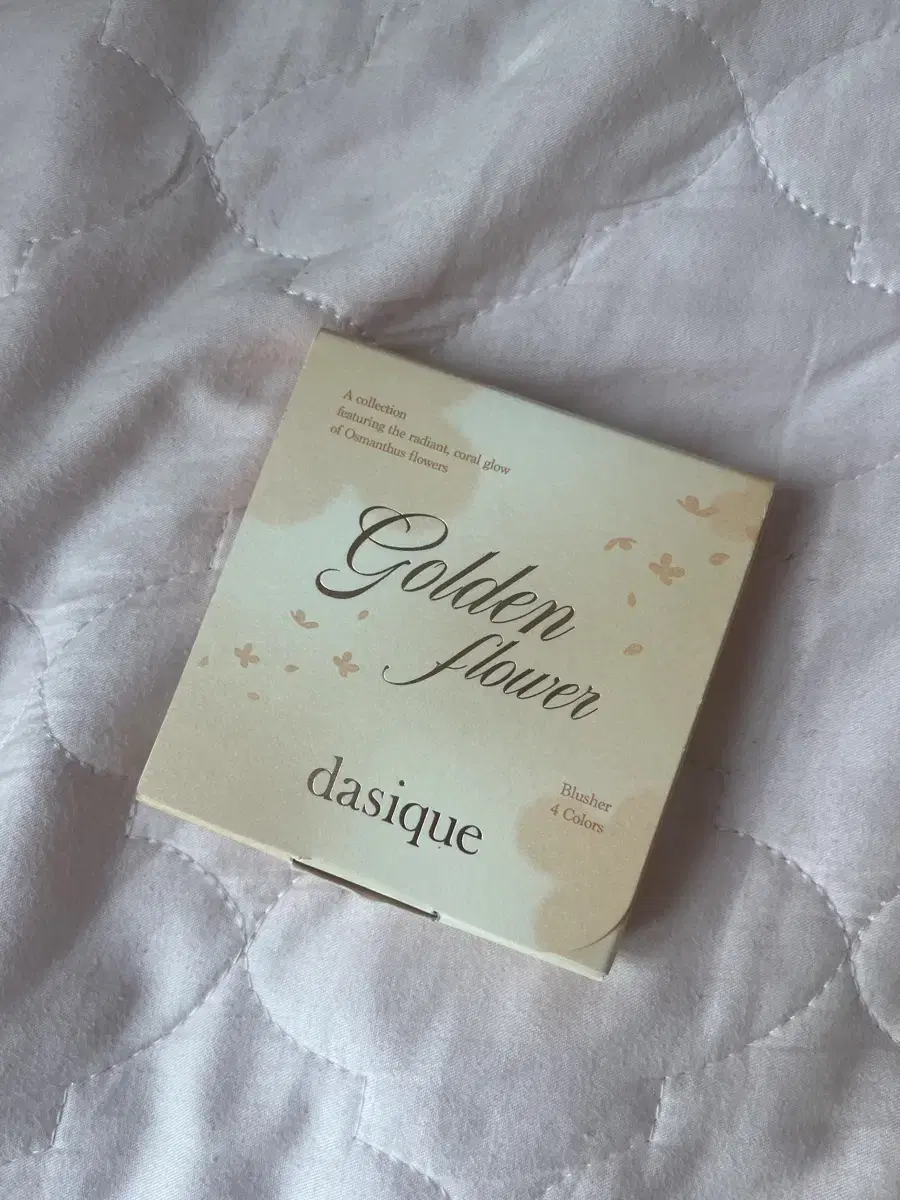 A collection
featuring the radiant, coral glow
of Osmanthus flowers
Golden
flower
dasique
Blusher
4 Colors